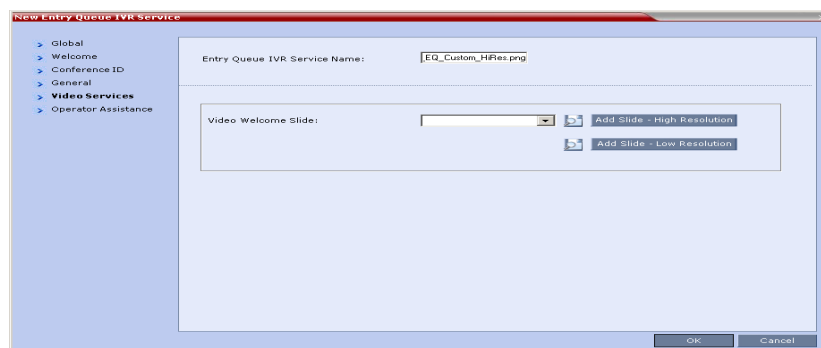 New Entry Queue IVR Service
Global
Welcome
Conference ID
General
Video Services
Operator Assistance
Entry Queue IVR Service Name:
EQ_Custom_HiRes.png
Video Welcome Slide:
Add Slide - High Resolution
Add Slide - Low Resolution
OK
Cancel